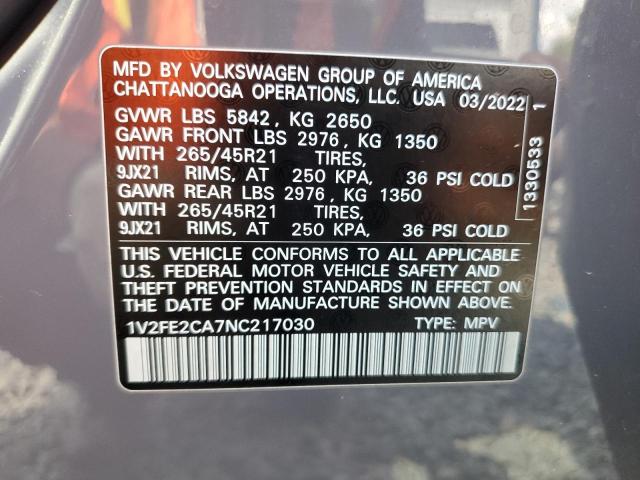 MFD BY VOLKSWAGEN GROUP OF AMERICA
CHATTANOOGA OPERATIONS, LLC. USA 03/2022
GVWR LBS 5842, KG 2650
GAWR FRONT LBS 2976, KG 1350
WITH 265/45R21 TIRES,
9JX21 RIMS, AT 250 KPA, 36 PSI COLD
GAWR REAR LBS 2976, KG 1350
WITH 265/45R21 TIRES,
9JX21 RIMS, AT 250 KPA, 36 PSI COLD
THIS VEHICLE CONFORMS TO ALL APPLICABLE
U.S. FEDERAL MOTOR VEHICLE SAFETY AND
THEFT PREVENTION STANDARDS IN EFFECT ON
THE DATE OF MANUFACTURE SHOWN ABOVE.
1V2FE2CA7NC217030 TYPE: MPV
1330533 1